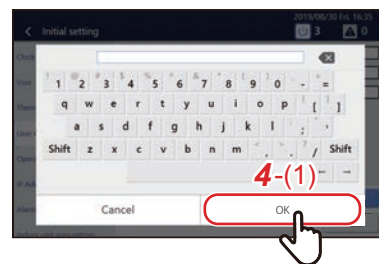 2019/08/30 Fri. 16:35
< Initial setting 3 0
1 2 3 4 5 6 7 8 9 0 - =
q w e r t y u i o p [ ]
a s d f g h j k l ; '
Shift z x c v b n m , . / Shift
4-(1)
Cancel OK